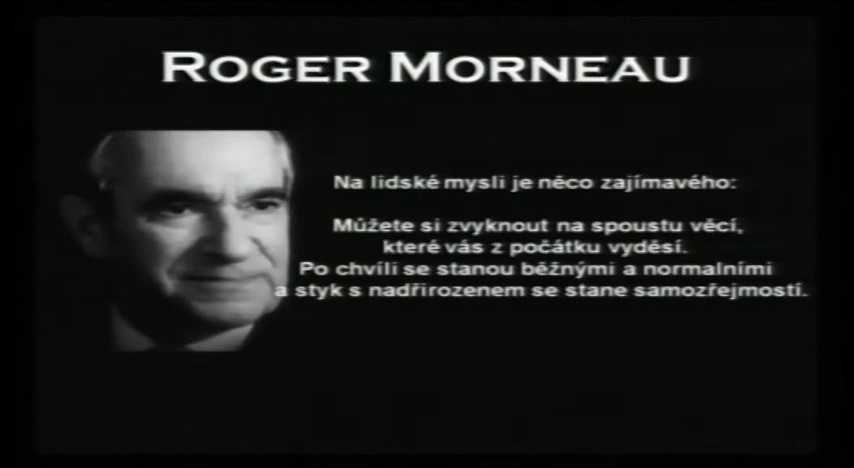 ROGER MORNEAU
Na lidské mysli je něco zajímavého:
Můžete si zvyknout na spoustu věcí,
které vás z počátku vyděsí.
Po chvíli se stanou běžnými a normalními
a styk s nadřirozenem se stane samozřejmostí.